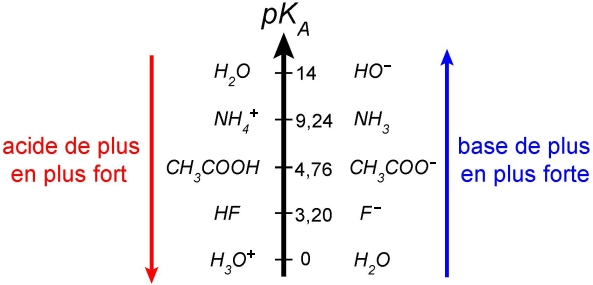 pK_A
H₂O 14 HO⁻
NH₄⁺ 9,24 NH₃
acide de plus
en plus fort
CH₃COOH 4,76 CH₃COO⁻
base de plus
en plus forte
HF 3,20 F⁻
H₃O⁺ 0 H₂O